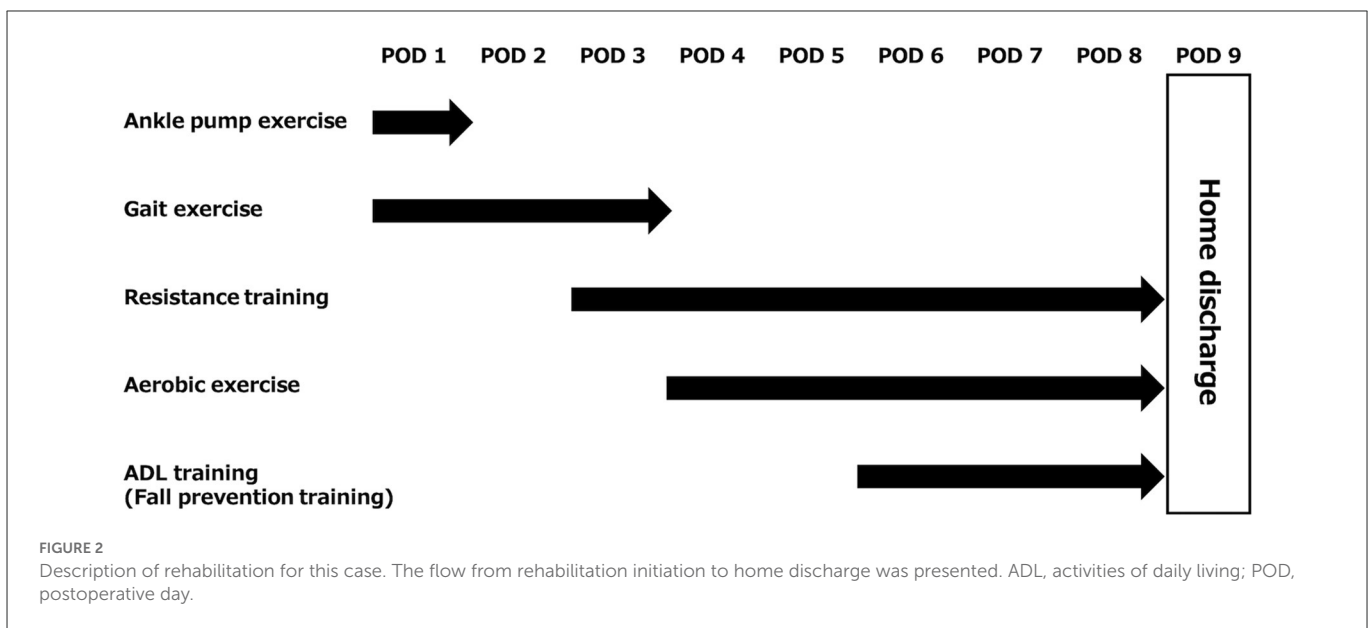 POD 1 POD 2 POD 3 POD 4 POD 5 POD 6 POD 7 POD 8 POD 9
Ankle pump exercise
Gait exercise
Resistance training
Aerobic exercise
ADL training
(Fall prevention training)
Home discharge
FIGURE 2
Description of rehabilitation for this case. The flow from rehabilitation initiation to home discharge was presented. ADL, activities of daily living; POD,
postoperative day.